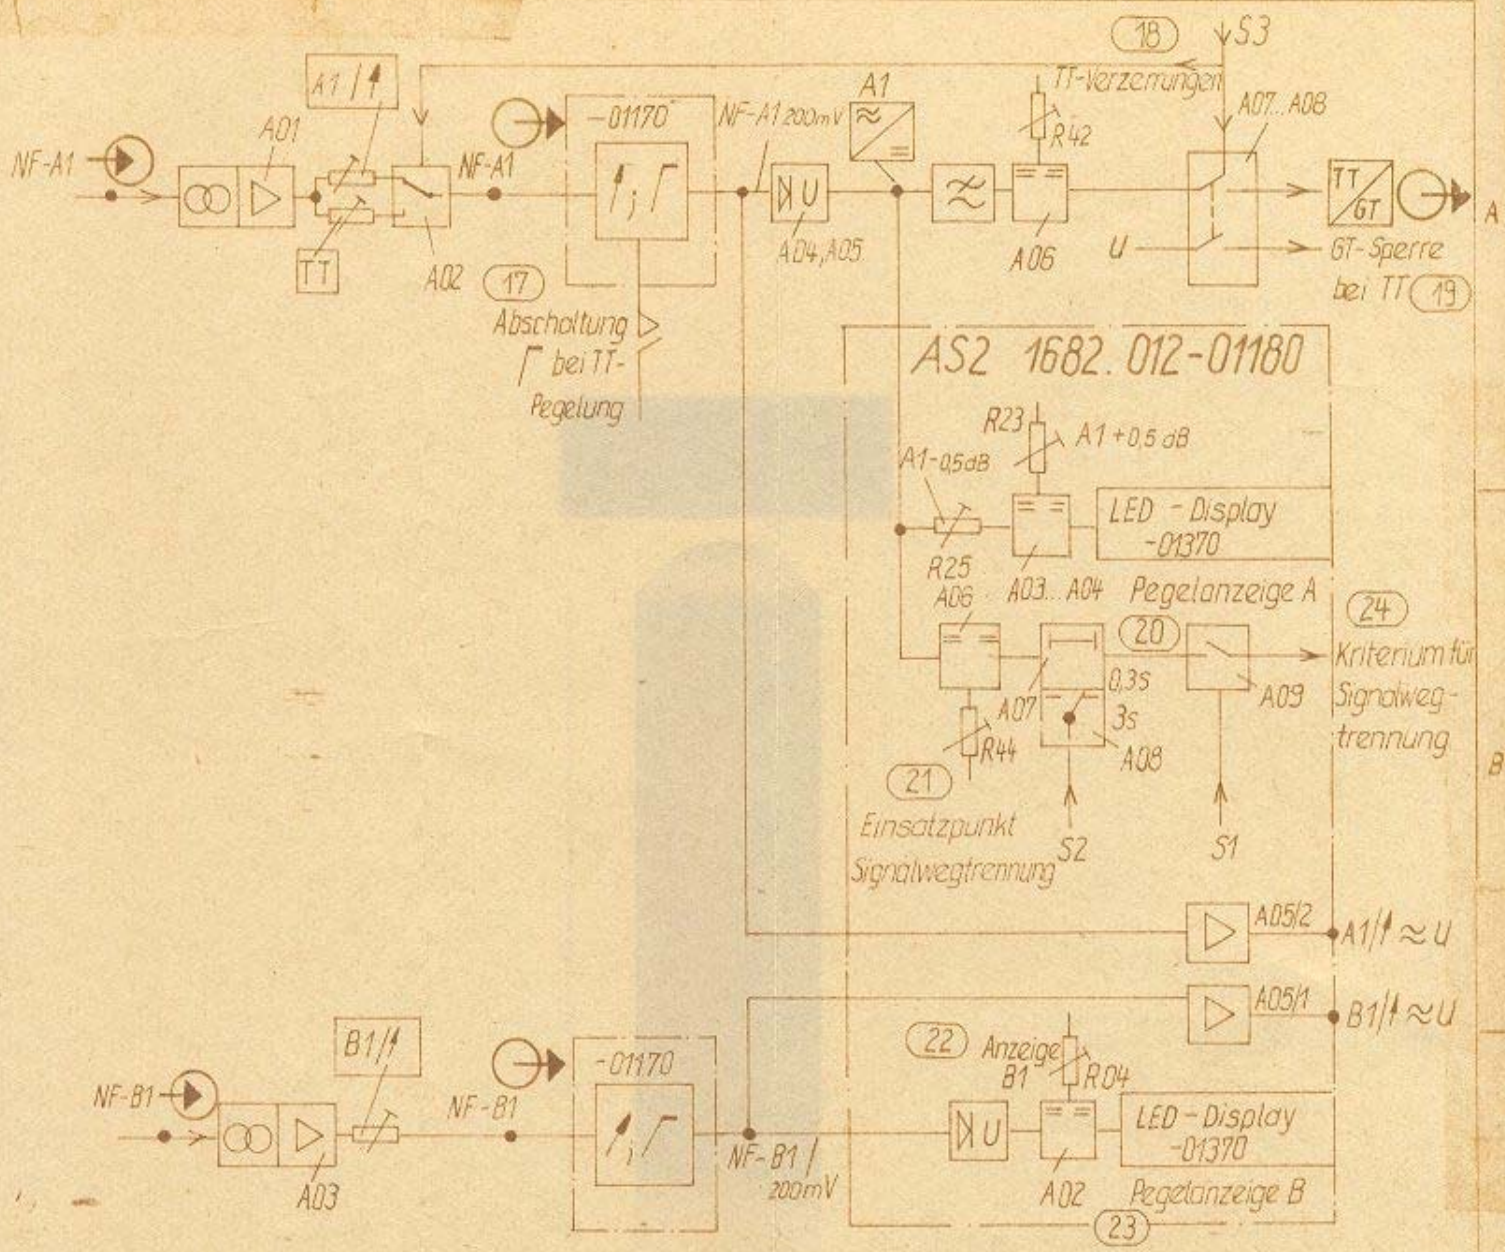 18
S3
TT-Verzerrungen
A1/
A1
A01
-01170
NF-A1 200mV
R42
A07...A08
NF-A1
NF-A1
TT
GT
A
U
A04,A05
A06
U
GT-Sperre
bei TT 19
TT
A02
17
Abschaltung
bei TT-
Pegelung
AS2 1682.012-01180
R23
A1+0,5dB
A1-0,5dB
LED - Display
-01370
R25
A03...A04
Pegelanzeige A
A06
20
24
Kriterium für
Signalweg-
trennung
0,3s
3s
A07
A08
A09
R44
21
Einsatzpunkt
Signalwegtrennung
S2
S1
B
A05/2
A1/ ≈ U
A05/1
B1/ ≈ U
B1/
22
Anzeige
B1
R04
-01170
NF-B1
NF-B1
U
LED - Display
-01370
A03
NF-B1
200mV
A02
Pegelanzeige B
23